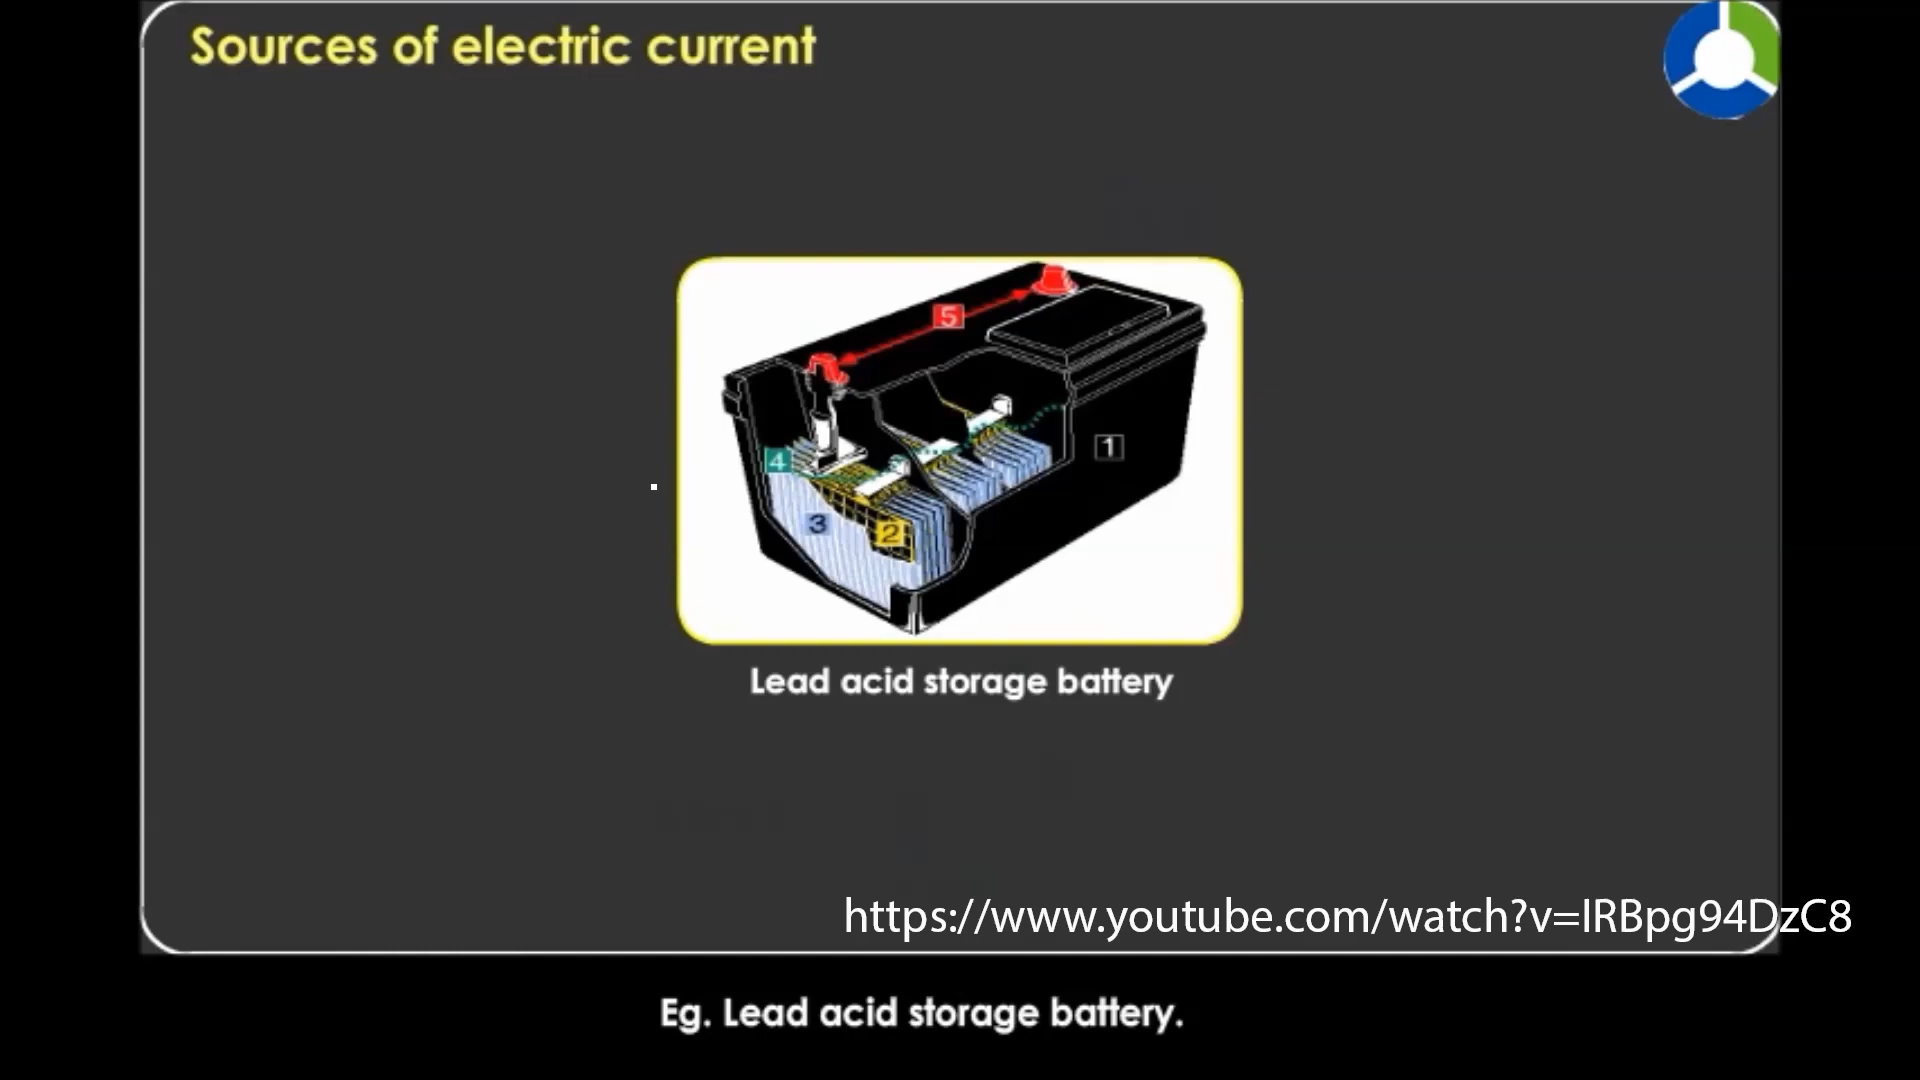 Sources of electric current
5
1
4
3
2
Lead acid storage battery
https://www.youtube.com/watch?v=IRBpg94DzC8
Eg. Lead acid storage battery.